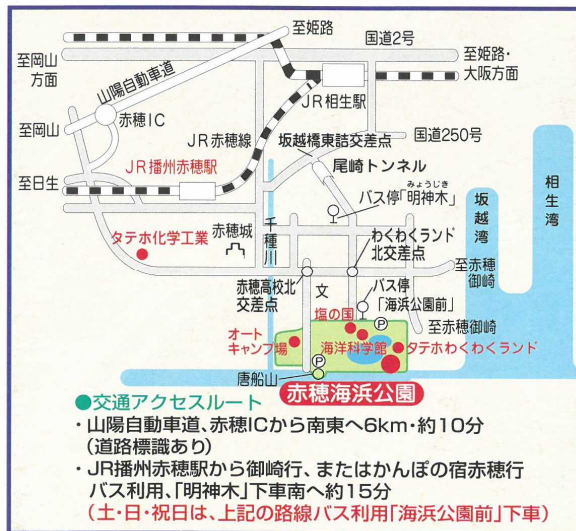 至姫路
国道2号
至岡山
方面
至姫路・
大阪方面
山陽自動車道
JR相生駅
赤穂IC
至岡山
JR赤穂線
坂越橋東詰交差点
国道250号
JR播州赤穂駅
尾崎トンネル
至日生
みょうじぎ
バス停「明神木」
坂越湾
相生湾
タテホ化学工業
赤穂城
千種川
わくわくランド
北交差点
至赤穂
御崎
赤穂高校北
交差点
文
バス停
「海浜公園前」
塩の国
P
至赤穂御崎
オート
キャンプ場
海洋科学館
タテホわくわくランド
P
唐船山
赤穂海浜公園
●交通アクセスルート
・山陽自動車道、赤穂ICから南東へ6km・約10分
(道路標識あり)
・JR播州赤穂駅から御崎行、またはかんぽの宿赤穂行
バス利用、「明神木」下車南へ約15分
(土・日・祝日は、上記の路線バス利用「海浜公園前」下車)